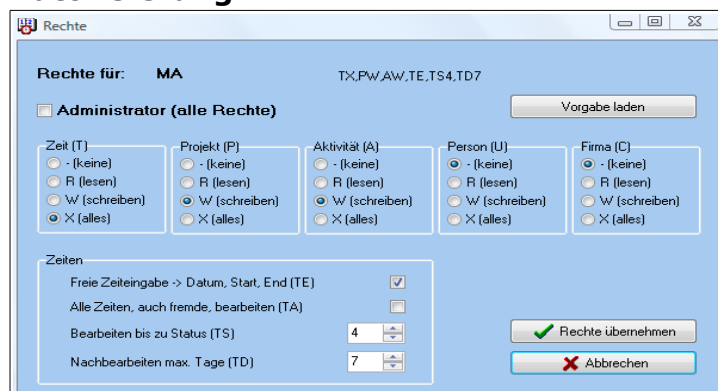 Rechte
Rechte für: MA TX,PW,AW,TE,TS4,TD7
Administrator (alle Rechte) Vorgabe laden
Zeit (T) Projekt (P) Aktivität (A) Person (U) Firma (C)
- (keine) - (keine) - (keine) - (keine) - (keine)
R (lesen) R (lesen) R (lesen) R (lesen) R (lesen)
W (schreiben) W (schreiben) W (schreiben) W (schreiben) W (schreiben)
X (alles) X (alles) X (alles) X (alles) X (alles)
Zeiten
Freie Zeiteingabe -> Datum, Start, End (TE)
Alle Zeiten, auch fremde, bearbeiten (TA)
Bearbeiten bis zu Status (TS) 4 Rechte übernehmen
Nachbearbeiten max. Tage (TD) 7 Abbrechen